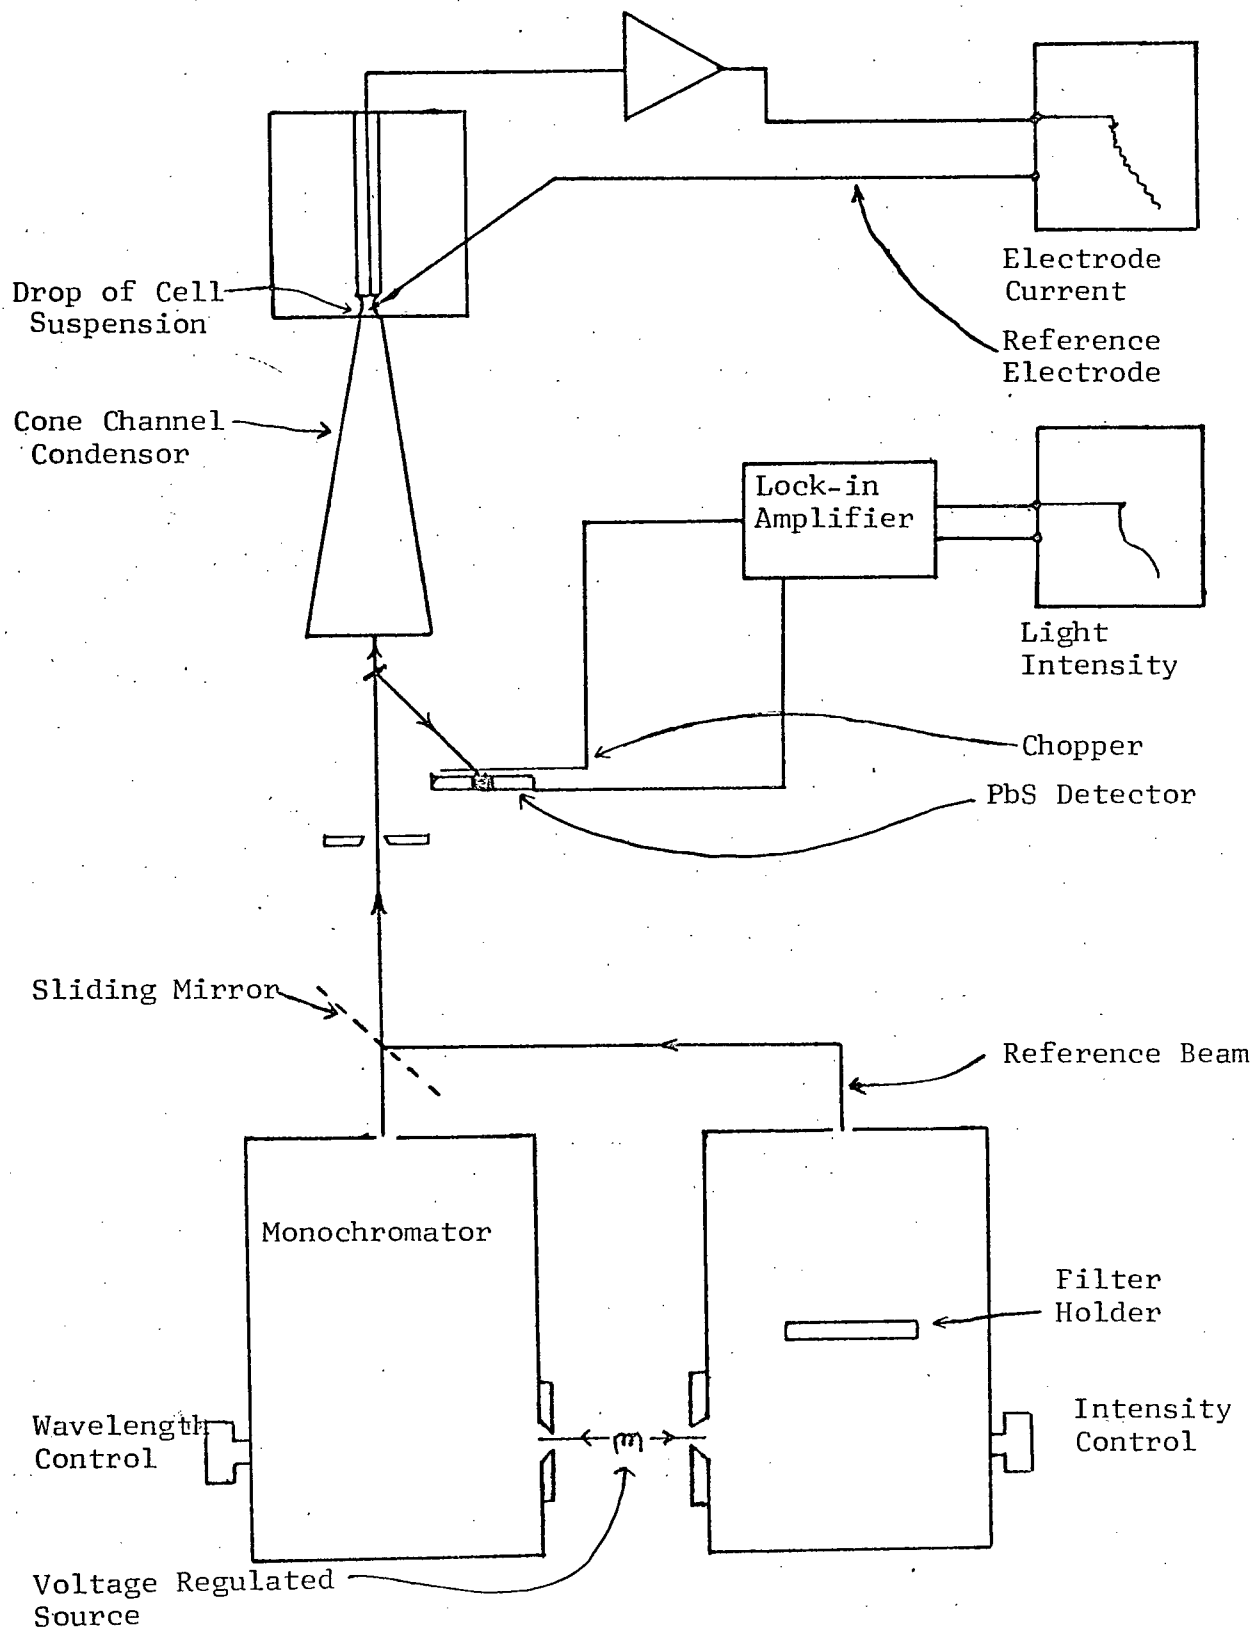 Drop of Cell
Suspension
Electrode
Current
Reference
Electrode
Cone Channel
Condensor
Lock-in
Amplifier
Light
Intensity
Chopper
PbS Detector
Sliding Mirror
Reference Beam
Monochromator
Filter
Holder
Wavelength
Control
Intensity
Control
Voltage Regulated
Source